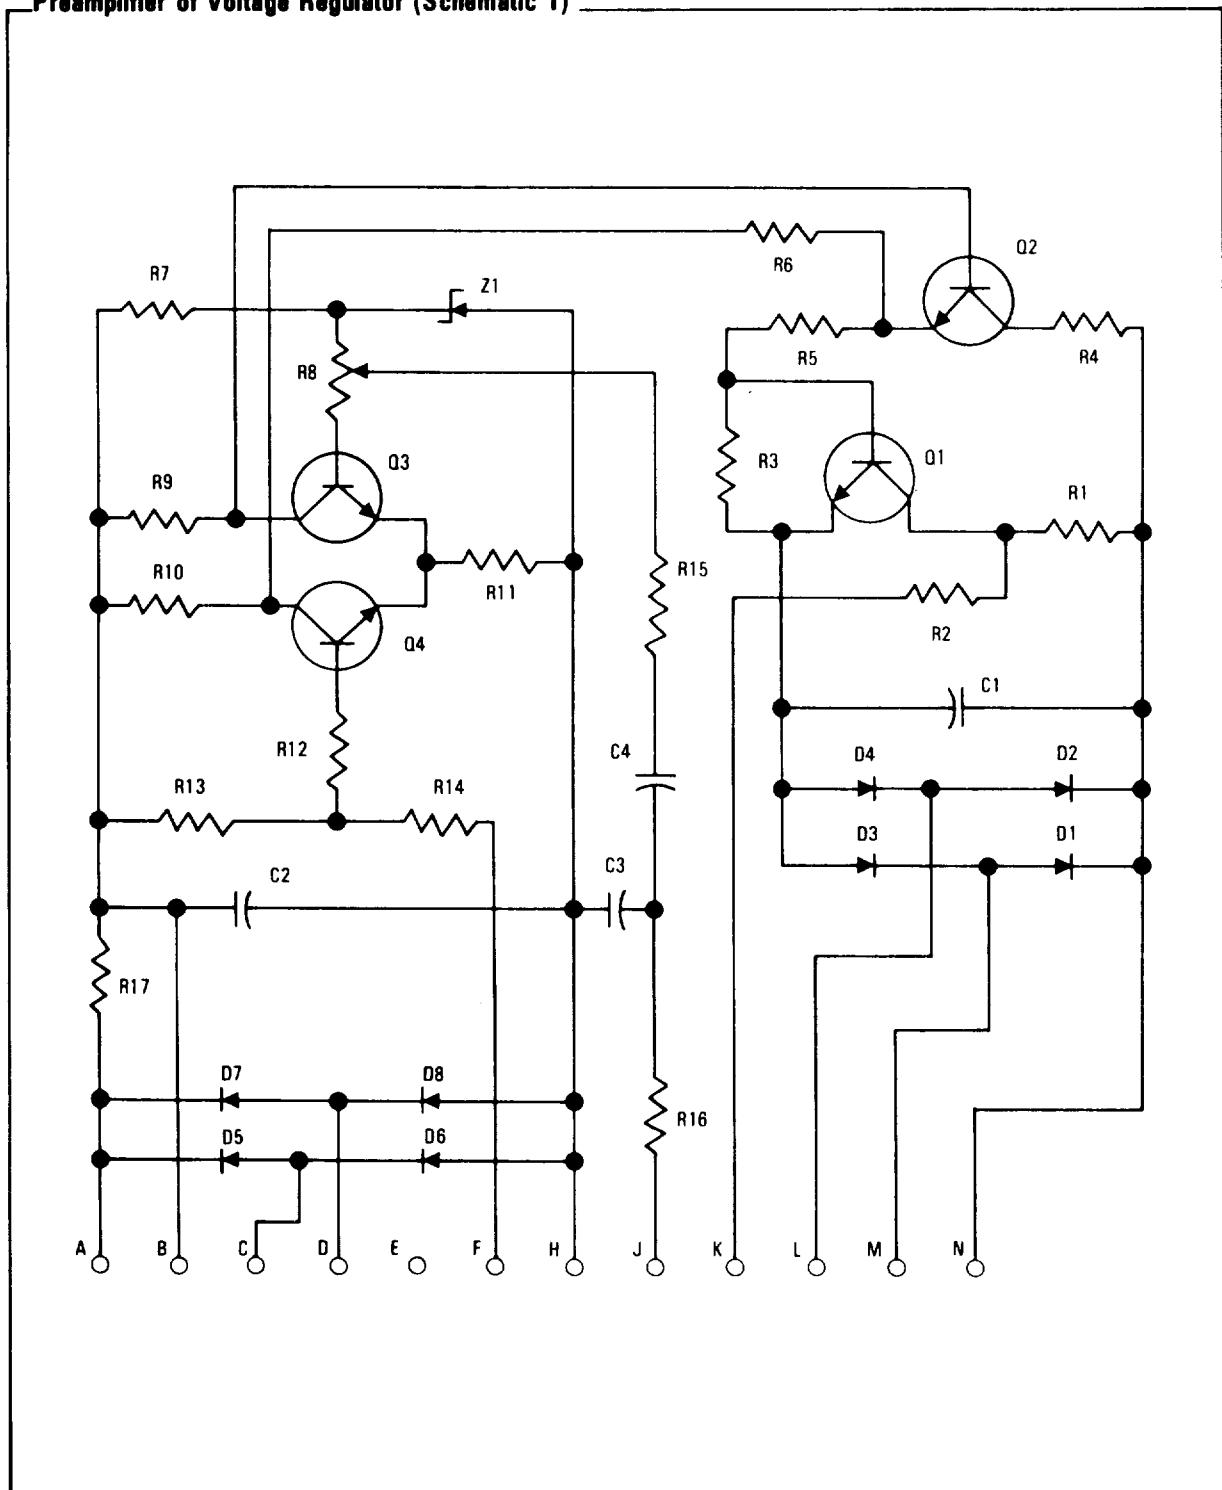 Preamplifier of Voltage Regulator (Schematic 1)
R7
Z1
R6
Q2
R8
R5
R4
Q3
R3
Q1
R9
R1
R10
R11
R15
R2
Q4
C1
R12
C4
D4
D2
R13
R14
D3
D1
C2
C3
R17
D7
D8
R16
D5
D6
A
B
C
D
E
F
H
J
K
L
M
N